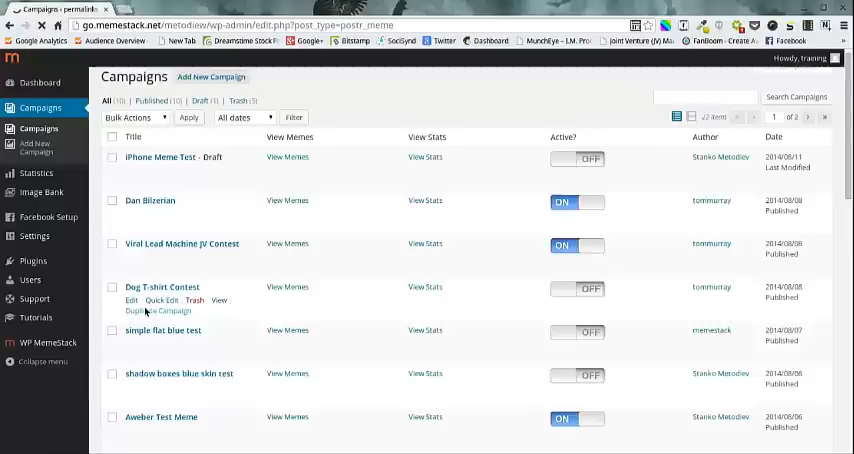 Campaigns ‹ permalink
go.memestack.net/metodiew/wp-admin/edit.php?post_type=postr_meme
Google Analytics Audience Overview New Tab Dreamstime Stock P Google+ Bitstamp SociSynd Twitter Dashboard MunchEye – I.M. Pro Joint Venture (JV) Ma FanBoom - Create A Facebook
Howdy, training
Dashboard
Campaigns
Campaigns
Add New
Campaign
Statistics
Image Bank
Facebook Setup
Settings
Plugins
Users
Support
Tutorials
WP MemeStack
Collapse menu
Campaigns Add New Campaign
All (10) | Published (10) | Draft (1) | Trash (5)
Search Campaigns
Bulk Actions Apply All dates Filter
22 items « ‹ 1 of 2 › »
Title View Memes View Stats Active? Author Date
IPhone Meme Test - Draft View Memes View Stats OFF Stanko Metodiev 2014/08/11
Last Modified
Dan Bilzerian View Memes View Stats ON tommurray 2014/08/08
Published
Viral Lead Machine JV Contest View Memes View Stats ON tommurray 2014/08/08
Published
Dog T-shirt Contest View Memes View Stats OFF tommurray 2014/08/08
Edit Quick Edit Trash View Published
Duplicate Campaign
simple flat blue test View Memes View Stats OFF memestack 2014/08/07
Published
shadow boxes blue skin test View Memes View Stats OFF Stanko Metodiev 2014/08/06
Published
Aweber Test Meme View Memes View Stats ON Stanko Metodiev 2014/08/06
Published